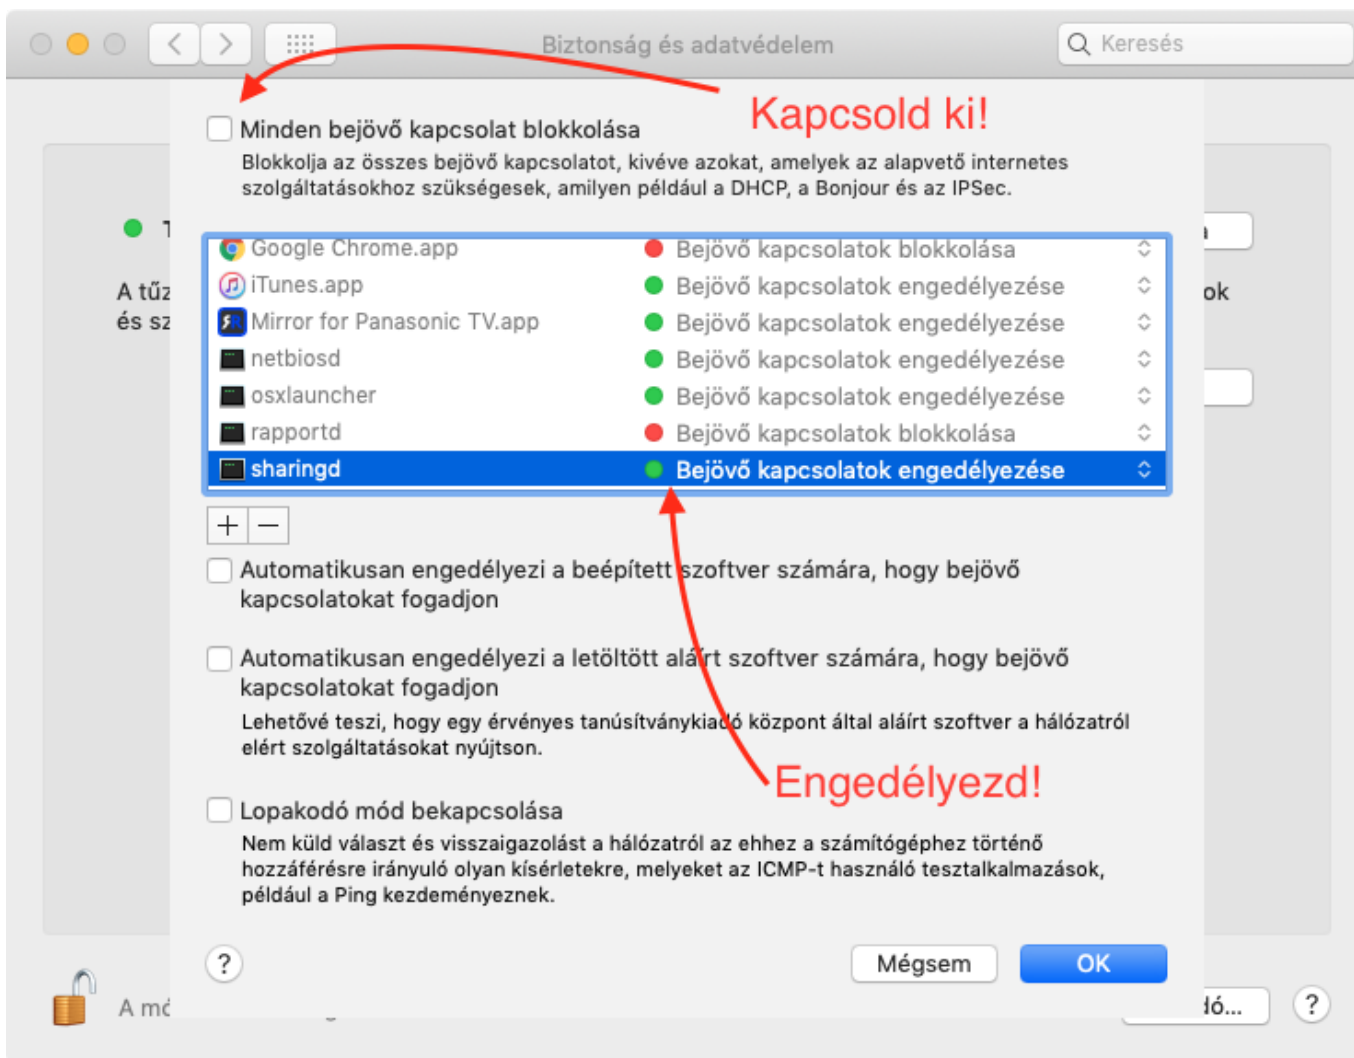 Biztonság és adatvédelem
Keresés
Kapcsold ki!
Minden bejövő kapcsolat blokkolása
Blokkolja az összes bejövő kapcsolatot, kivéve azokat, amelyek az alapvető internetes
szolgáltatásokhoz szükségesek, amilyen például a DHCP, a Bonjour és az IPSec.
A tűz
ok
és sz
Google Chrome.app Bejövő kapcsolatok blokkolása
iTunes.app Bejövő kapcsolatok engedélyezése
Mirror for Panasonic TV.app Bejövő kapcsolatok engedélyezése
netbiosd Bejövő kapcsolatok engedélyezése
osxlauncher Bejövő kapcsolatok engedélyezése
rapportd Bejövő kapcsolatok blokkolása
sharingd Bejövő kapcsolatok engedélyezése
+ −
Automatikusan engedélyezi a beépített szoftver számára, hogy bejövő
kapcsolatokat fogadjon
Automatikusan engedélyezi a letöltött aláírt szoftver számára, hogy bejövő
kapcsolatokat fogadjon
Lehetővé teszi, hogy egy érvényes tanúsítványkiadó központ által aláírt szoftver a hálózatról
elért szolgáltatásokat nyújtson.
Engedélyezd!
Lopakodó mód bekapcsolása
Nem küld választ és visszaigazolást a hálózatról az ehhez a számítógéphez történő
hozzáférésre irányuló olyan kísérletekre, melyeket az ICMP-t használó tesztalkalmazások,
például a Ping kezdeményeznek.
? Mégsem OK
A mó
dó... ?